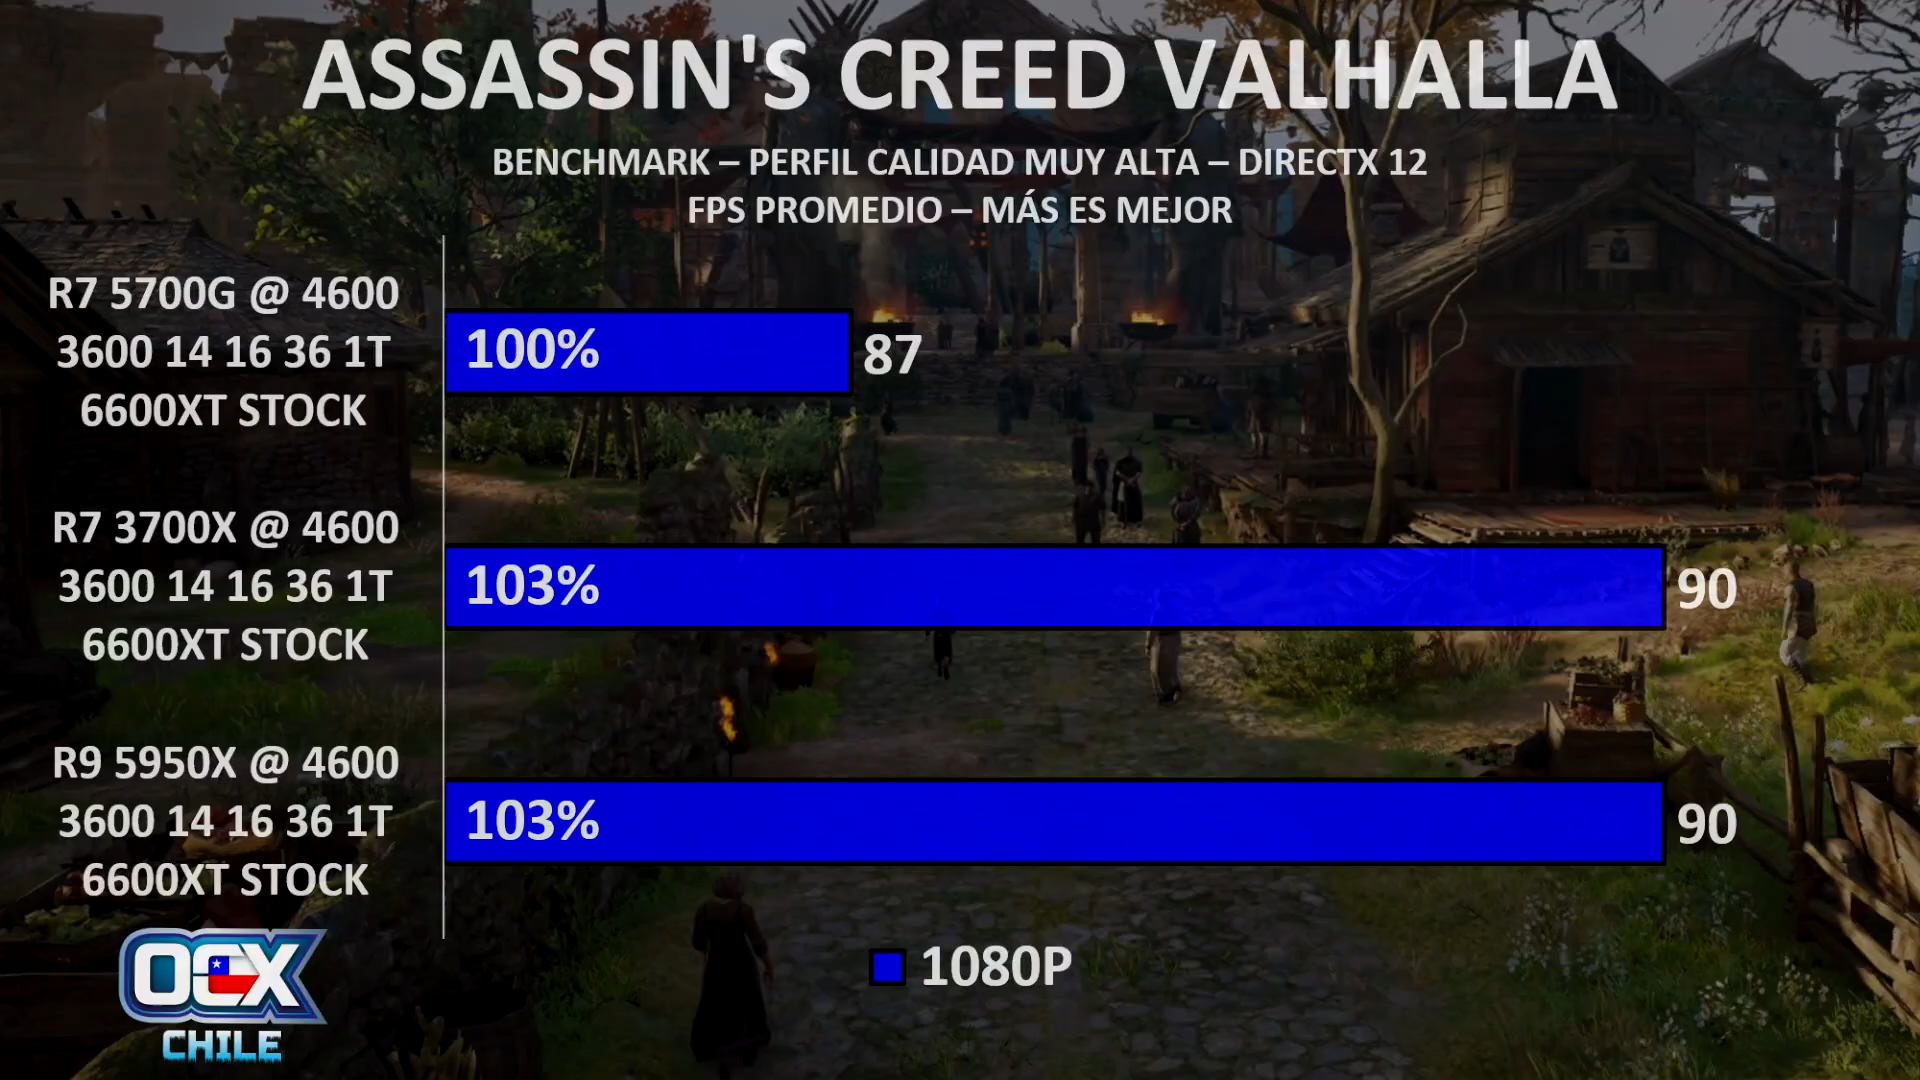 ASSASSIN'S CREED VALHALLA
BENCHMARK – PERFIL CALIDAD MUY ALTA – DIRECTX 12
FPS PROMEDIO – MÁS ES MEJOR
R7 5700G @ 4600
3600 14 16 36 1T
6600XT STOCK
100%
87
R7 3700X @ 4600
3600 14 16 36 1T
6600XT STOCK
103%
90
R9 5950X @ 4600
3600 14 16 36 1T
6600XT STOCK
103%
90
1080P
OCX
CHILE